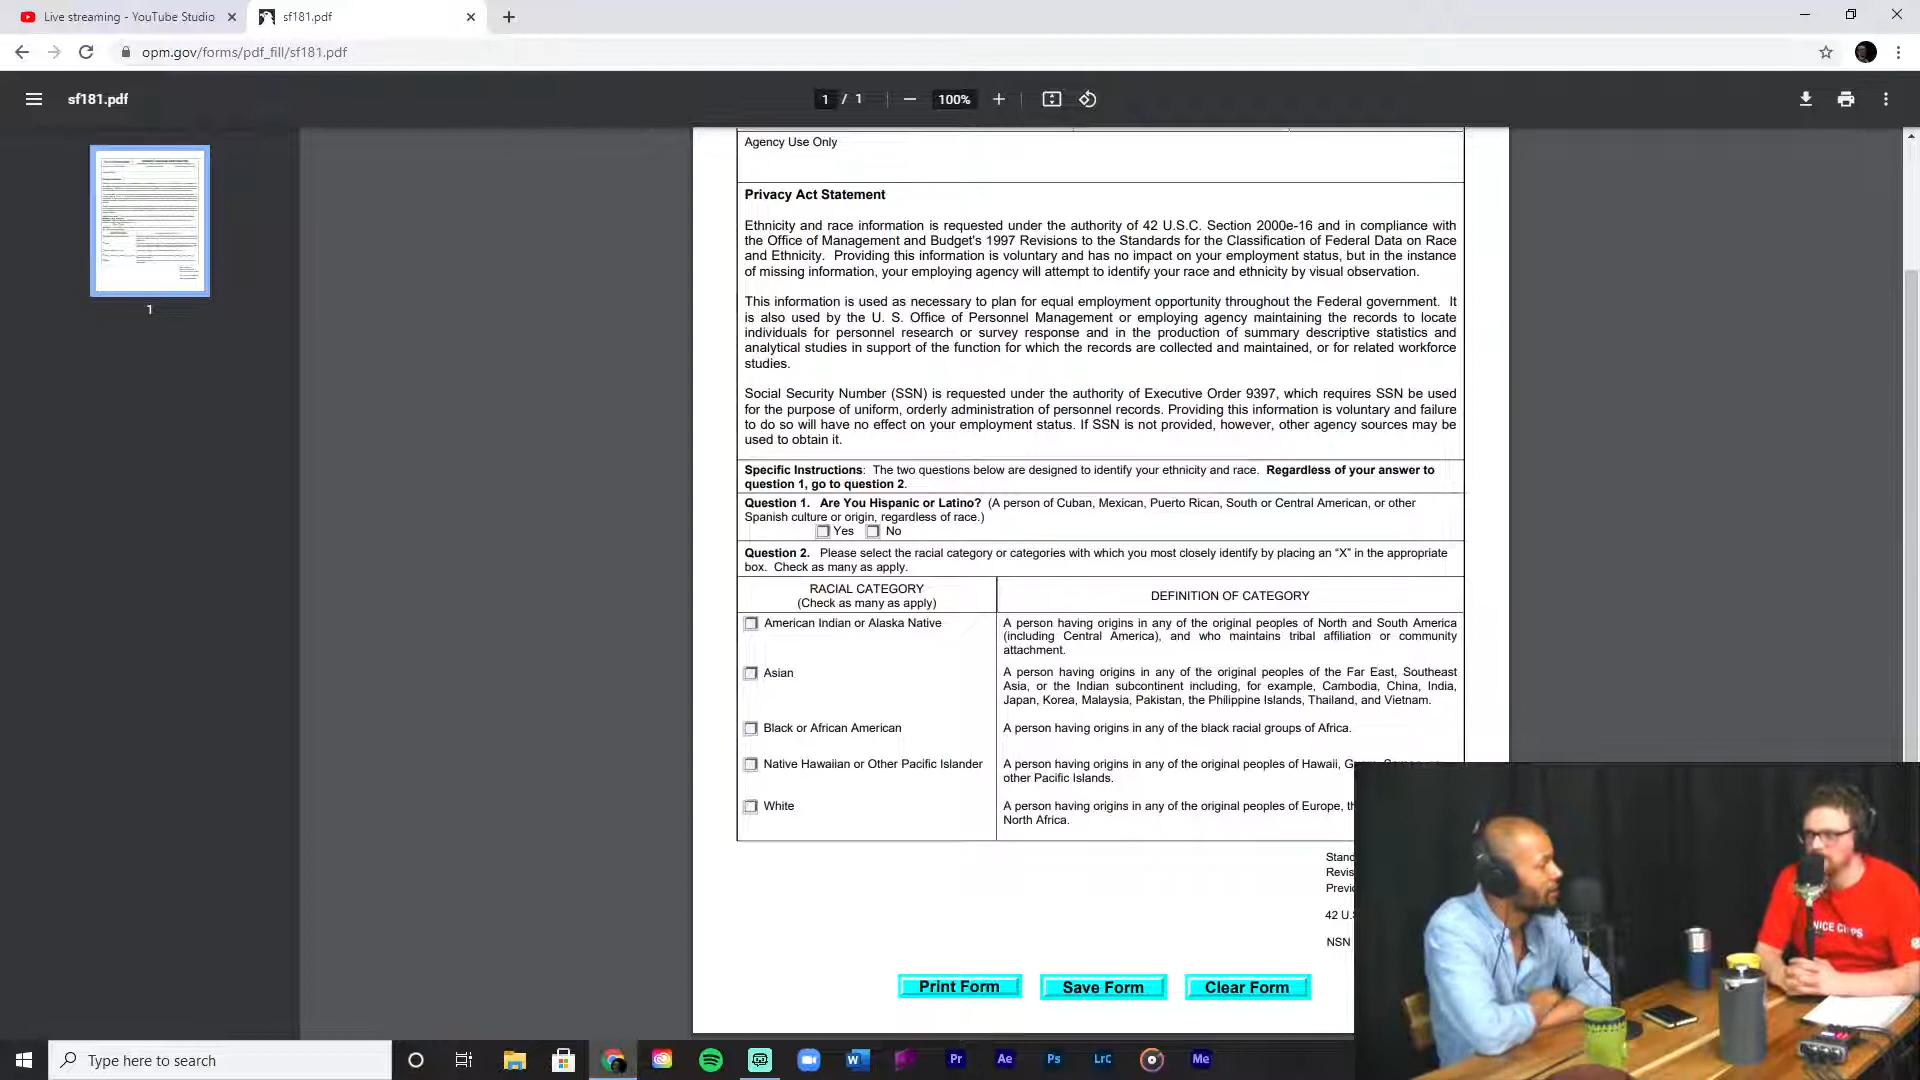 Live streaming - YouTube Studio
sf181.pdf
opm.gov/forms/pdf_fill/sf181.pdf
sf181.pdf
1 / 1
100%
1
Agency Use Only
Privacy Act Statement
Ethnicity and race information is requested under the authority of 42 U.S.C. Section 2000e-16 and in compliance with
the Office of Management and Budget's 1997 Revisions to the Standards for the Classification of Federal Data on Race
and Ethnicity. Providing this information is voluntary and has no impact on your employment status, but in the instance
of missing information, your employing agency will attempt to identify your race and ethnicity by visual observation.
This information is used as necessary to plan for equal employment opportunity throughout the Federal government. It
is also used by the U. S. Office of Personnel Management or employing agency maintaining the records to locate
individuals for personnel research or survey response and in the production of summary descriptive statistics and
analytical studies in support of the function for which the records are collected and maintained, or for related workforce
studies.
Social Security Number (SSN) is requested under the authority of Executive Order 9397, which requires SSN be used
for the purpose of uniform, orderly administration of personnel records. Providing this information is voluntary and failure
to do so will have no effect on your employment status. If SSN is not provided, however, other agency sources may be
used to obtain it.
Specific Instructions: The two questions below are designed to identify your ethnicity and race. Regardless of your answer to
question 1, go to question 2.
Question 1. Are You Hispanic or Latino? (A person of Cuban, Mexican, Puerto Rican, South or Central American, or other
Spanish culture or origin, regardless of race.)
Yes No
Question 2. Please select the racial category or categories with which you most closely identify by placing an “X” in the appropriate
box. Check as many as apply.
RACIAL CATEGORY
(Check as many as apply)
DEFINITION OF CATEGORY
American Indian or Alaska Native
A person having origins in any of the original peoples of North and South America
(including Central America), and who maintains tribal affiliation or community
attachment.
Asian
A person having origins in any of the original peoples of the Far East, Southeast
Asia, or the Indian subcontinent including, for example, Cambodia, China, India,
Japan, Korea, Malaysia, Pakistan, the Philippine Islands, Thailand, and Vietnam.
Black or African American
A person having origins in any of the black racial groups of Africa.
Native Hawaiian or Other Pacific Islander
A person having origins in any of the original peoples of Hawaii,
other Pacific Islands.
White
A person having origins in any of the original peoples of Europe,
North Africa.
Stand
Revis
Previ
42 U.S
NSN
Print Form Save Form Clear Form
NICE
Type here to search
W Pr Ae Ps LrC Me